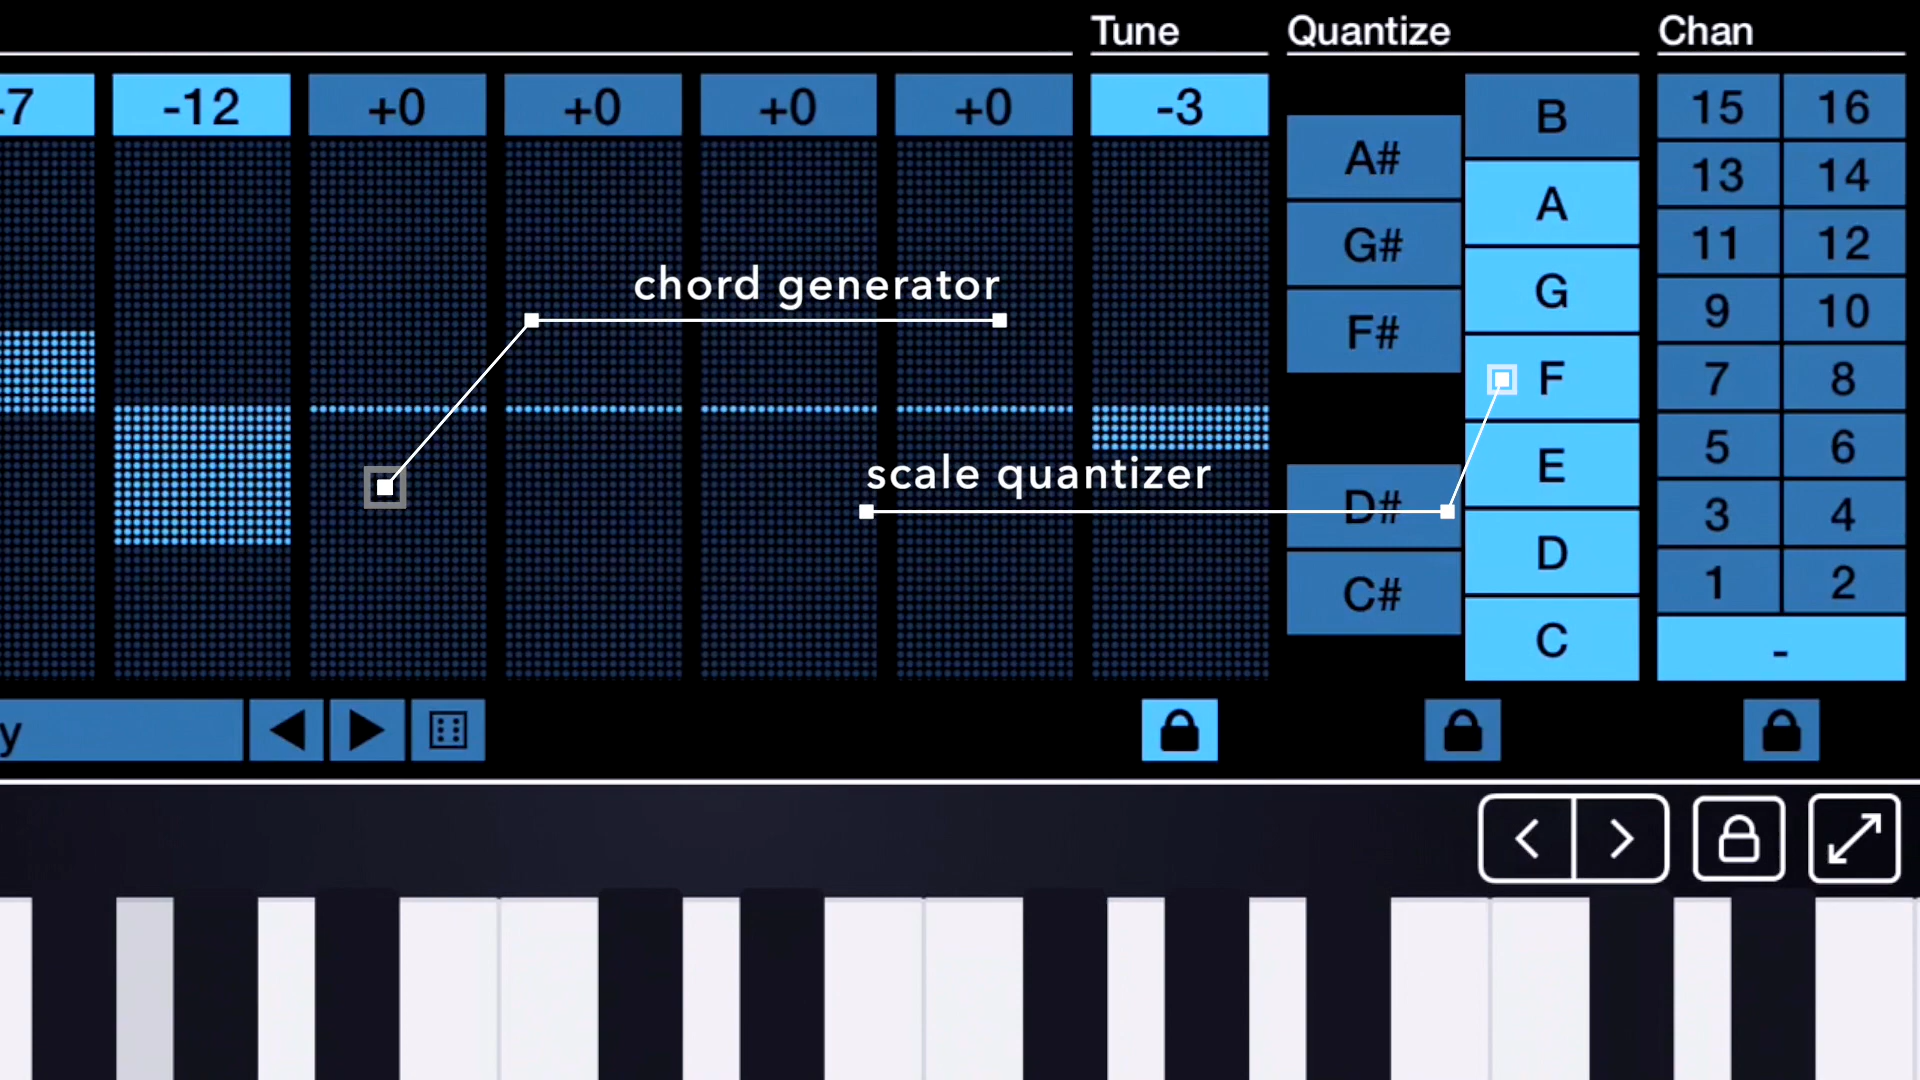 Tune Quantize Chan
-7 -12 +0 +0 +0 +0 -3
B
A#
A
G#
G
F#
F
E
D#
D
C#
C
15 16
13 14
11 12
9 10
7 8
5 6
3 4
1 2
-
chord generator
scale quantizer
y